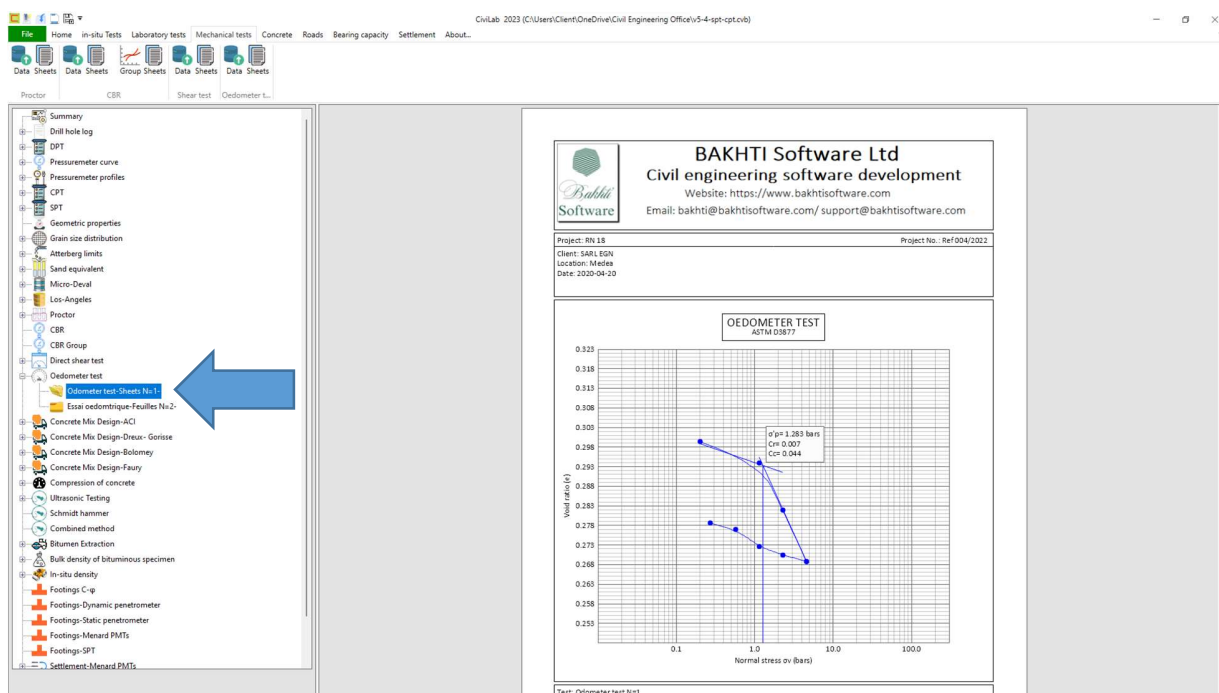 CiviLab 2023 (C:\Users\Client\OneDrive\Civil Engineering Office\v5-4-spt-cpt.cvb)
File Home in-situ Tests Laboratory tests Mechanical tests Concrete Roads Bearing capacity Settlement About...
Data Sheets Data Sheets Group Sheets Data Sheets Data Sheets
Proctor CBR Shear test Oedometer t...
Summary
Drill hole log
DPT
Pressuremeter curve
Pressuremeter profiles
CPT
SPT
Geometric properties
Grain size distribution
Atterberg limits
Sand equivalent
Micro-Deval
Los-Angeles
Proctor
CBR
CBR Group
Direct shear test
Oedometer test
Odometer test-Sheets N=1-
Essai oedomtrique-Feuilles N=2-
Concrete Mix Design-ACI
Concrete Mix Design-Dreux- Gorisse
Concrete Mix Design-Bolomey
Concrete Mix Design-Faury
Compression of concrete
Ultrasonic Testing
Schmidt hammer
Combined method
Bitumen Extraction
Bulk density of bituminous specimen
In-situ density
Footings C-φ
Footings-Dynamic penetrometer
Footings-Static penetrometer
Footings-Menard PMTs
Footings-SPT
Settlement-Menard PMTs
Bakhti
Software
BAKHTI Software Ltd
Civil engineering software development
Website: https://www.bakhtisoftware.com
Email: bakhti@bakhtisoftware.com/ support@bakhtisoftware.com
Project: RN 18 Project No.: Ref 004/2022
Client: SARL EGN
Location: Medea
Date: 2020-04-20
OEDOMETER TEST
ASTM D3877
0.323
0.318
0.313
0.308
0.303
0.298
0.293
0.288
0.283
0.278
0.273
0.268
0.263
0.258
0.253
Void ratio (e)
σ'p= 1.283 bars
Cr= 0.007
Cc= 0.044
0.1 1.0 10.0 100.0
Normal stress σv (bars)
Test: Odometer test N=1